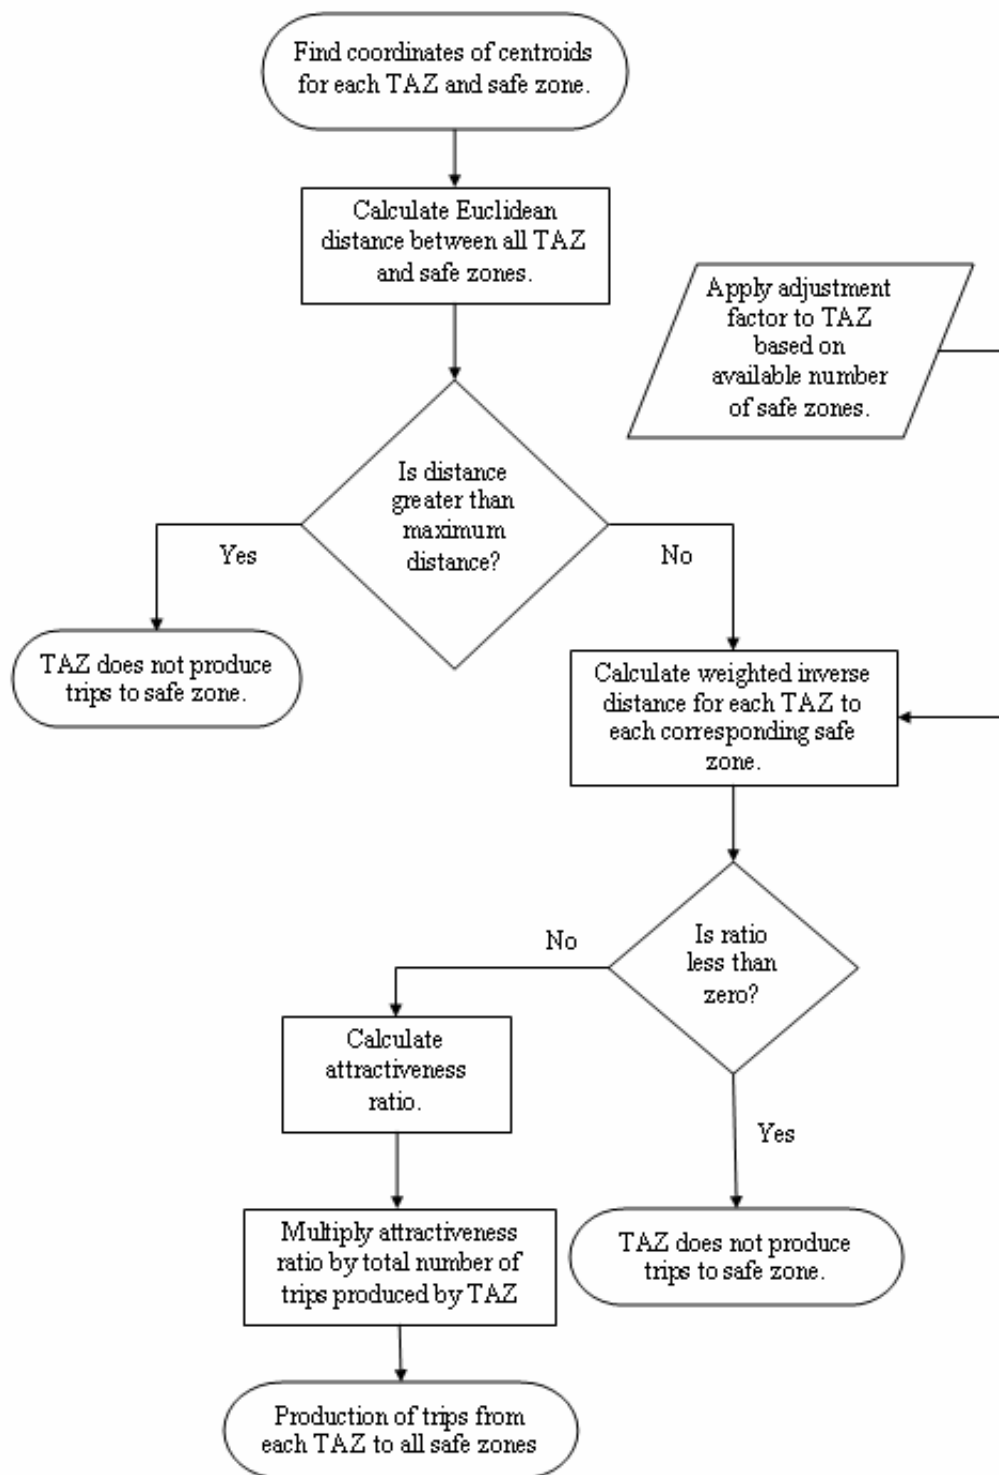 Find coordinates of centroids
for each TAZ and safe zone.
Calculate Euclidean
distance between all TAZ
and safe zones.
Apply adjustment
factor to TAZ
based on
available number
of safe zones.
Is distance
greater than
maximum
distance?
Yes
No
TAZ does not produce
trips to safe zone.
Calculate weighted inverse
distance for each TAZ to
each corresponding safe
zone.
Is ratio
less than
zero?
No
Yes
Calculate
attractiveness
ratio.
Multiply attractiveness
ratio by total number of
trips produced by TAZ
TAZ does not produce
trips to safe zone.
Production of trips from
each TAZ to all safe zones